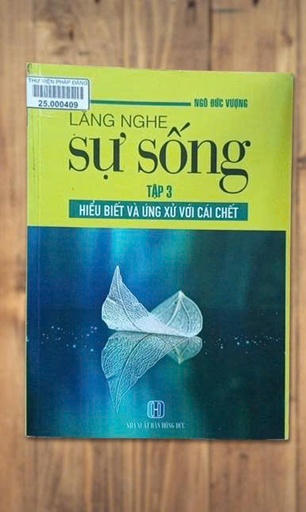 THƯ VIỆN PHÁP ĐĂNG
25.000409
NGÔ ĐỨC VƯỢNG
LẮNG NGHE
sự sống
TẬP 3
HIỂU BIẾT VÀ ỨNG XỬ VỚI CÁI CHẾT
NHÀ XUẤT BẢN HỒNG ĐỨC